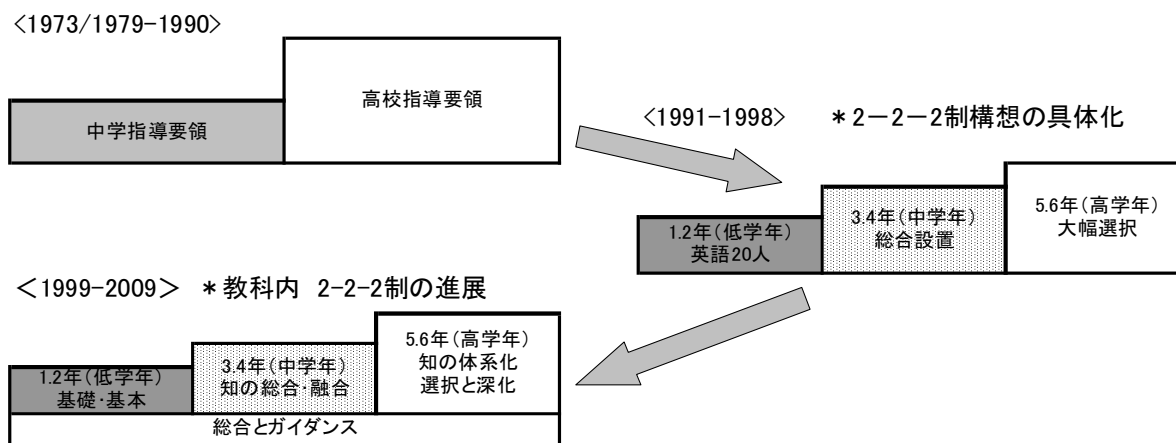 <1973/1979-1990>
高校指導要領
中学指導要領
<1991-1998> *2－2－2制構想の具体化
1.2年(低学年)
英語20人
3.4年(中学年)
総合設置
5.6年(高学年)
大幅選択
<1999-2009> *教科内 2-2-2制の進展
1.2年(低学年)
基礎・基本
3.4年(中学年)
知の総合・融合
5.6年(高学年)
知の体系化
選択と深化
総合とガイダンス